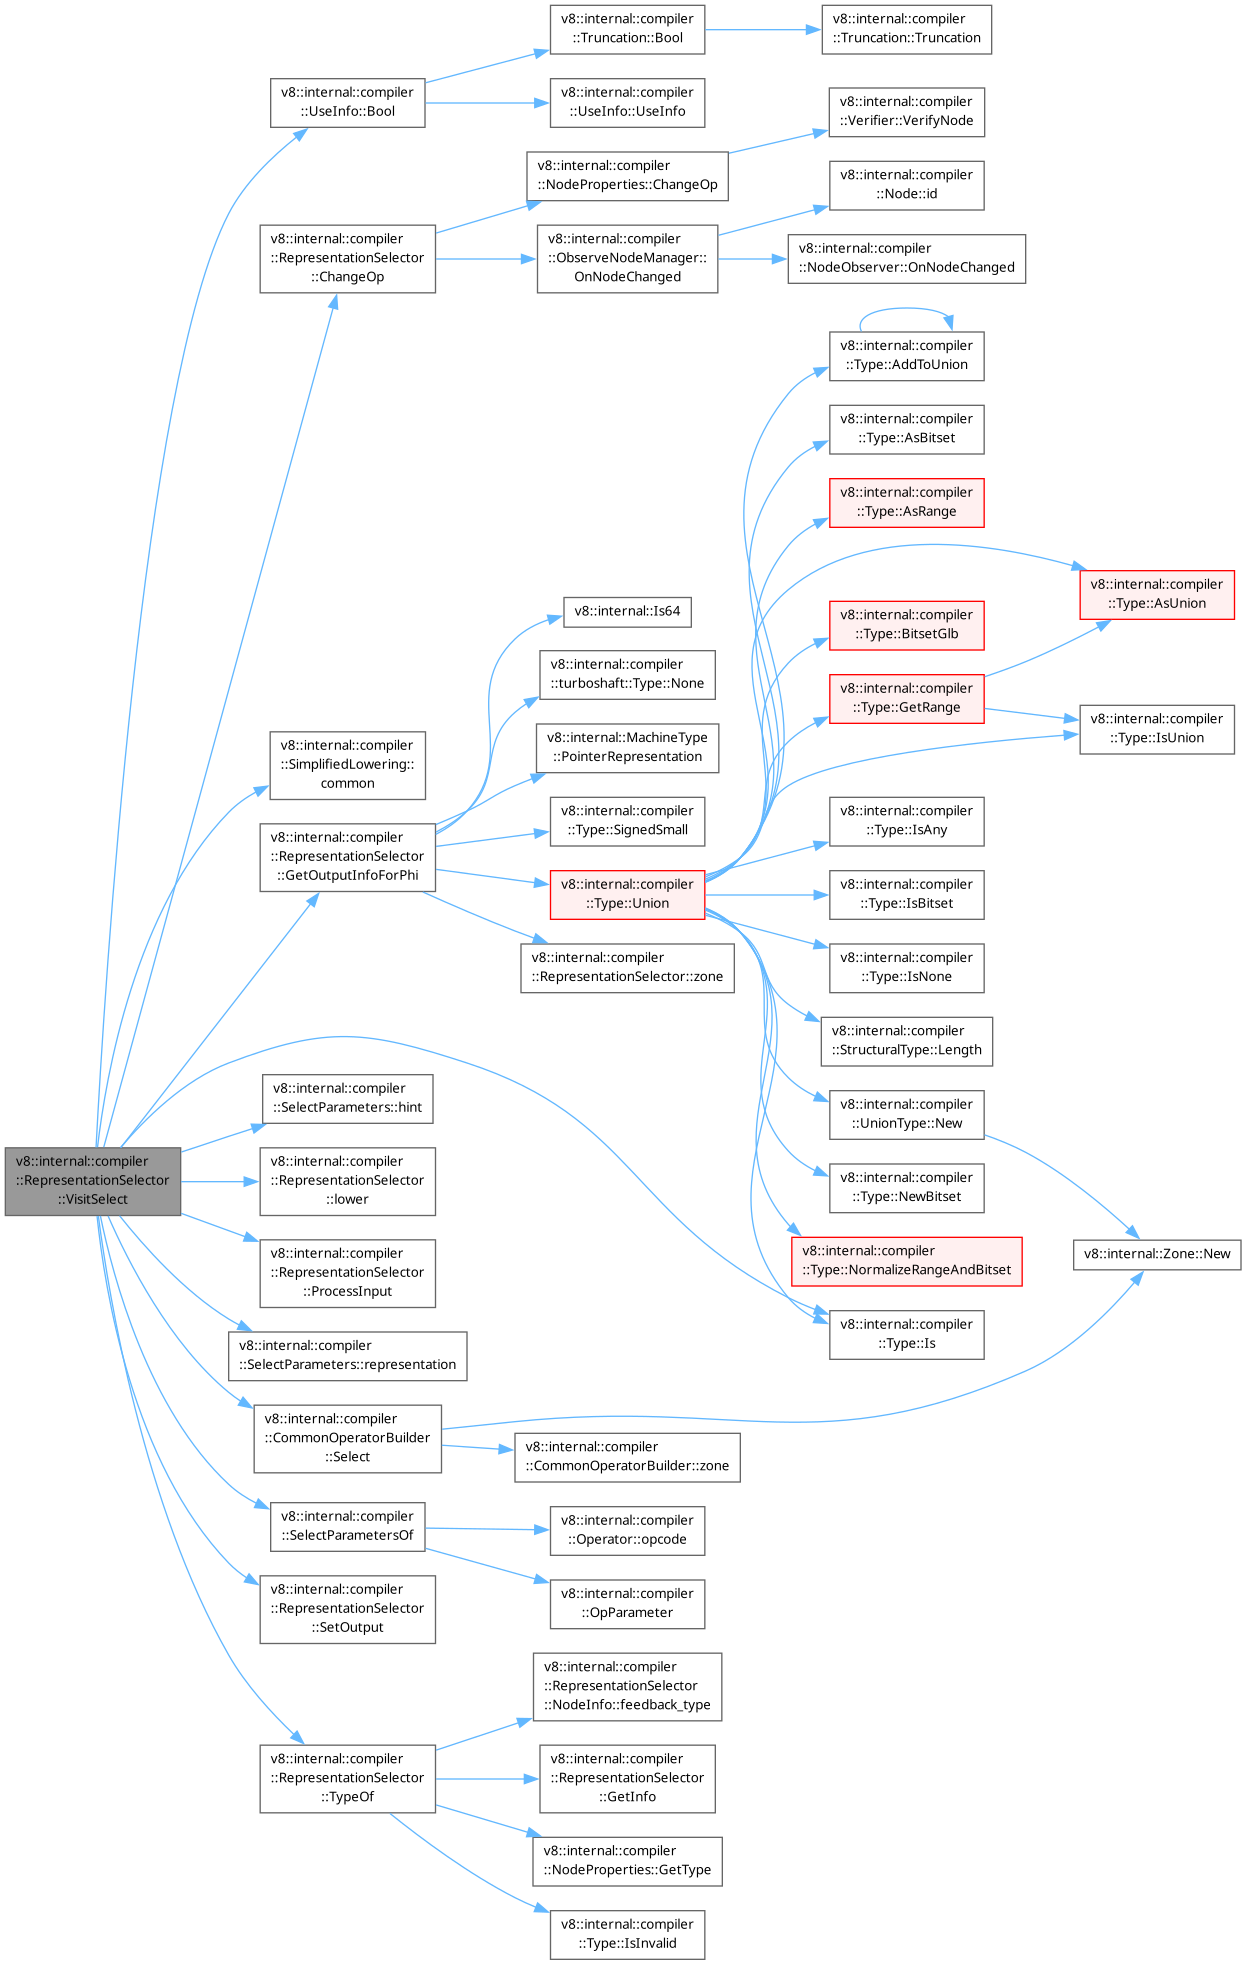 v8::internal::compiler
::RepresentationSelector
::VisitSelect
v8::internal::compiler
::UseInfo::Bool
v8::internal::compiler
::Truncation::Bool
v8::internal::compiler
::Truncation::Truncation
v8::internal::compiler
::UseInfo::UseInfo
v8::internal::compiler
::RepresentationSelector
::ChangeOp
v8::internal::compiler
::NodeProperties::ChangeOp
v8::internal::compiler
::Verifier::VerifyNode
v8::internal::compiler
::ObserveNodeManager::
OnNodeChanged
v8::internal::compiler
::Node::id
v8::internal::compiler
::NodeObserver::OnNodeChanged
v8::internal::compiler
::SimplifiedLowering::
common
v8::internal::compiler
::RepresentationSelector
::GetOutputInfoForPhi
v8::internal::Is64
v8::internal::compiler
::turboshaft::Type::None
v8::internal::MachineType
::PointerRepresentation
v8::internal::compiler
::Type::SignedSmall
v8::internal::compiler
::Type::Union
v8::internal::compiler
::RepresentationSelector::zone
v8::internal::compiler
::Type::AddToUnion
v8::internal::compiler
::Type::AsBitset
v8::internal::compiler
::Type::AsRange
v8::internal::compiler
::Type::AsUnion
v8::internal::compiler
::Type::BitsetGlb
v8::internal::compiler
::Type::GetRange
v8::internal::compiler
::Type::IsUnion
v8::internal::compiler
::Type::IsAny
v8::internal::compiler
::Type::IsBitset
v8::internal::compiler
::Type::IsNone
v8::internal::compiler
::StructuralType::Length
v8::internal::compiler
::UnionType::New
v8::internal::compiler
::Type::NewBitset
v8::internal::compiler
::Type::NormalizeRangeAndBitset
v8::internal::compiler
::Type::Is
v8::internal::Zone::New
v8::internal::compiler
::SelectParameters::hint
v8::internal::compiler
::RepresentationSelector
::lower
v8::internal::compiler
::RepresentationSelector
::ProcessInput
v8::internal::compiler
::SelectParameters::representation
v8::internal::compiler
::CommonOperatorBuilder
::Select
v8::internal::compiler
::CommonOperatorBuilder::zone
v8::internal::compiler
::SelectParametersOf
v8::internal::compiler
::Operator::opcode
v8::internal::compiler
::OpParameter
v8::internal::compiler
::RepresentationSelector
::SetOutput
v8::internal::compiler
::RepresentationSelector
::TypeOf
v8::internal::compiler
::RepresentationSelector
::NodeInfo::feedback_type
v8::internal::compiler
::RepresentationSelector
::GetInfo
v8::internal::compiler
::NodeProperties::GetType
v8::internal::compiler
::Type::IsInvalid